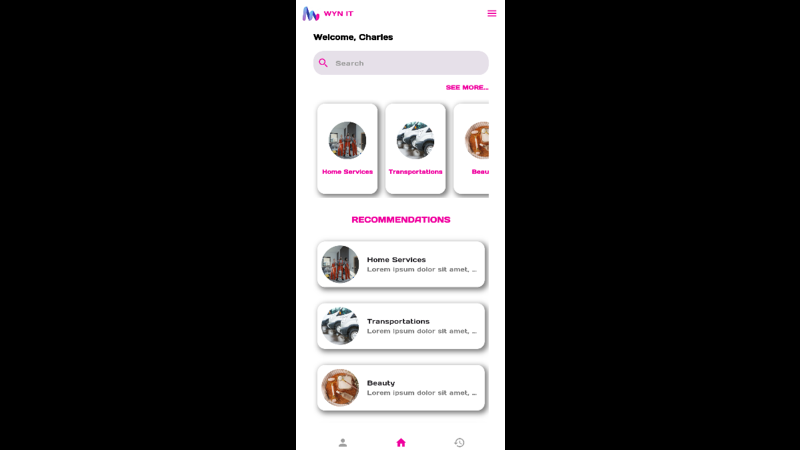 WYN IT
Welcome, Charles
Search
SEE MORE...
Home Services
Transportations
Beau
RECOMMENDATIONS
Home Services
Lorem ipsum dolor sit amet, ...
Transportations
Lorem ipsum dolor sit amet, ...
Beauty
Lorem ipsum dolor sit amet, ...